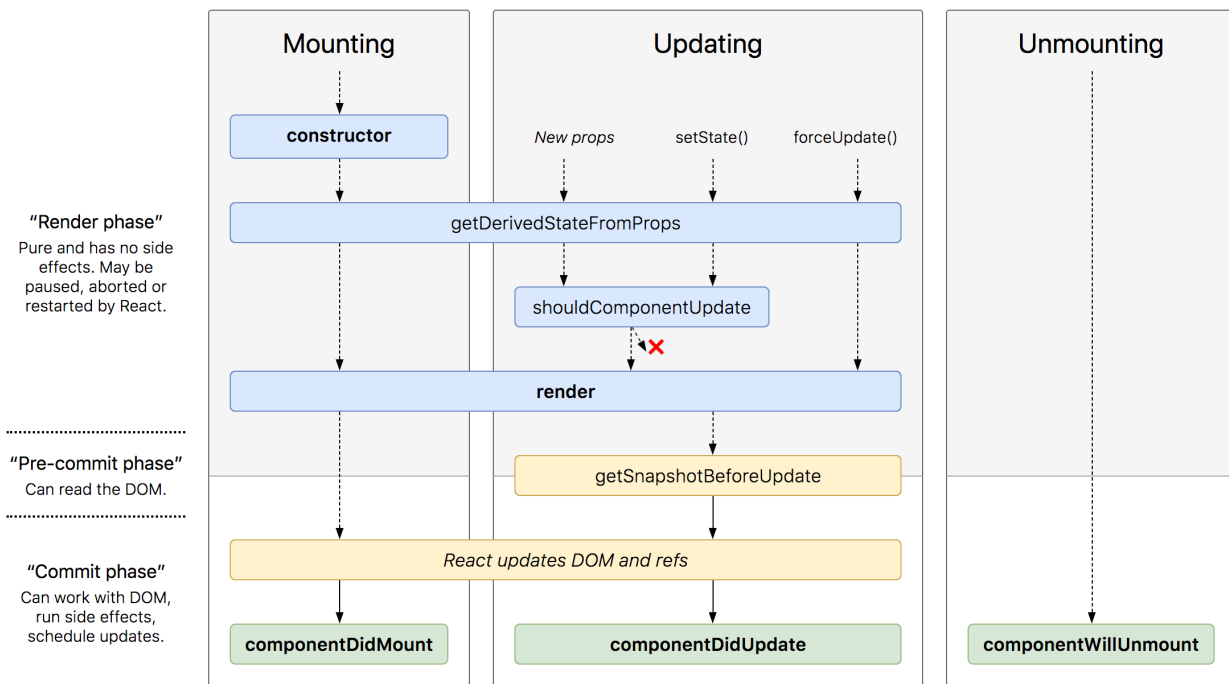 Mounting
Updating
Unmounting
constructor
New props
setState()
forceUpdate()
“Render phase”
Pure and has no side
effects. May be
paused, aborted or
restarted by React.
getDerivedStateFromProps
shouldComponentUpdate
render
“Pre-commit phase”
Can read the DOM.
getSnapshotBeforeUpdate
React updates DOM and refs
“Commit phase”
Can work with DOM,
run side effects,
schedule updates.
componentDidMount
componentDidUpdate
componentWillUnmount